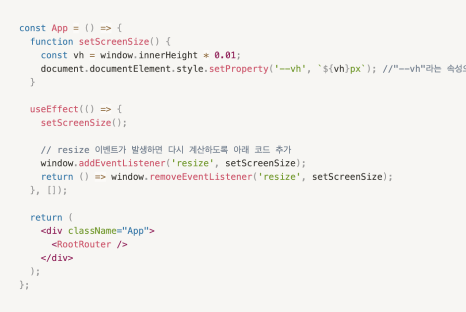 const App = () => {
  function setScreenSize() {
    const vh = window.innerHeight * 0.01;
    document.documentElement.style.setProperty('--vh', `${vh}px`); //"--vh"라는 속성으
  }

  useEffect(() => {
    setScreenSize();

    // resize 이벤트가 발생하면 다시 계산하도록 아래 코드 추가
    window.addEventListener('resize', setScreenSize);
    return () => window.removeEventListener('resize', setScreenSize);
  }, []);

  return (
    <div className="App">
      <RootRouter />
    </div>
  );
};